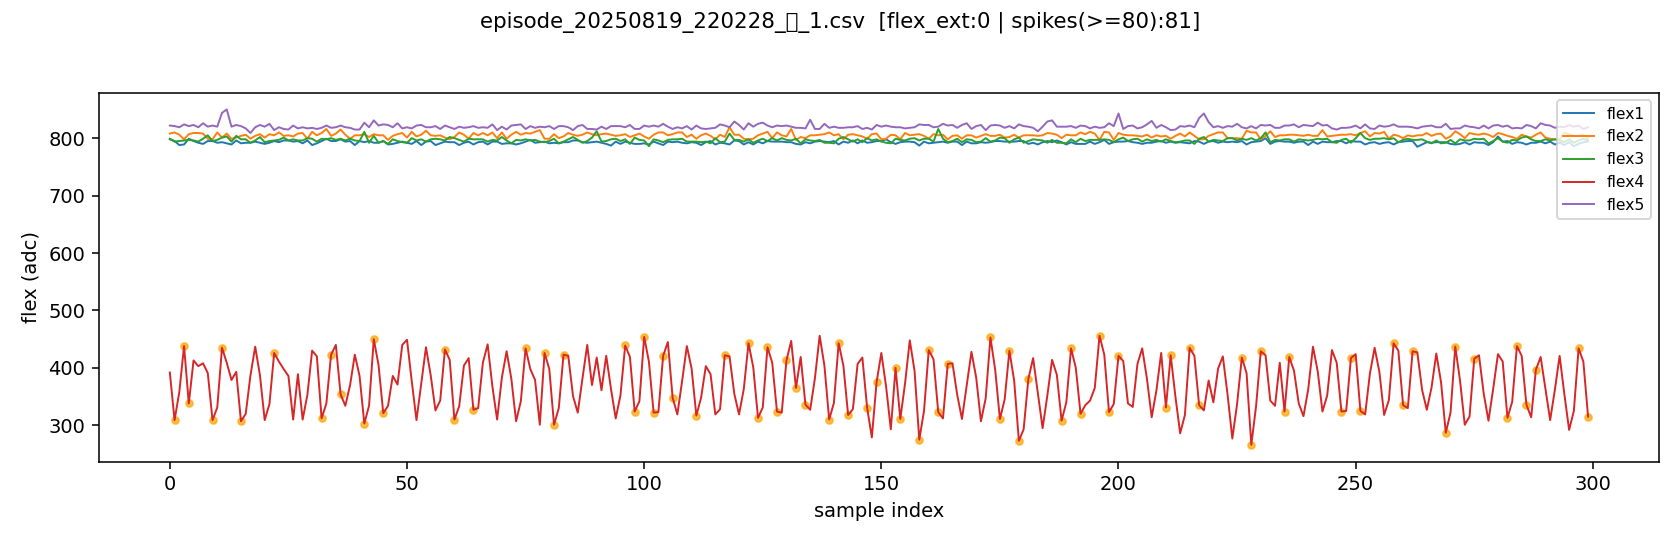 episode_20250819_220228_▯_1.csv [flex_ext:0 | spikes(>=80):81]
flex (adc)
800
700
600
500
400
300
flex1
flex2
flex3
flex4
flex5
0
50
100
150
200
250
300
sample index